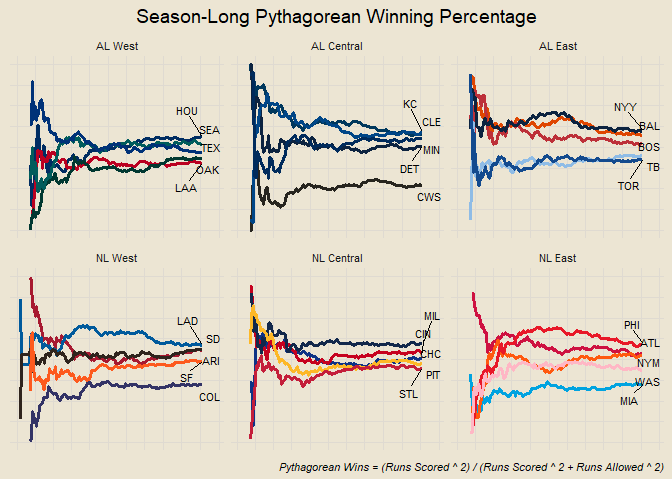 Season-Long Pythagorean Winning Percentage
AL West
AL Central
AL East
HOU
SEA
TEX
OAK
LAA
KC
CLE
MIN
DET
CWS
NYY
BAL
BOS
TB
TOR
NL West
NL Central
NL East
LAD
SD
ARI
SF
COL
MIL
CIN
CHC
PIT
STL
PHI
ATL
NYM
WAS
MIA
Pythagorean Wins = (Runs Scored ^ 2) / (Runs Scored ^ 2 + Runs Allowed ^ 2)